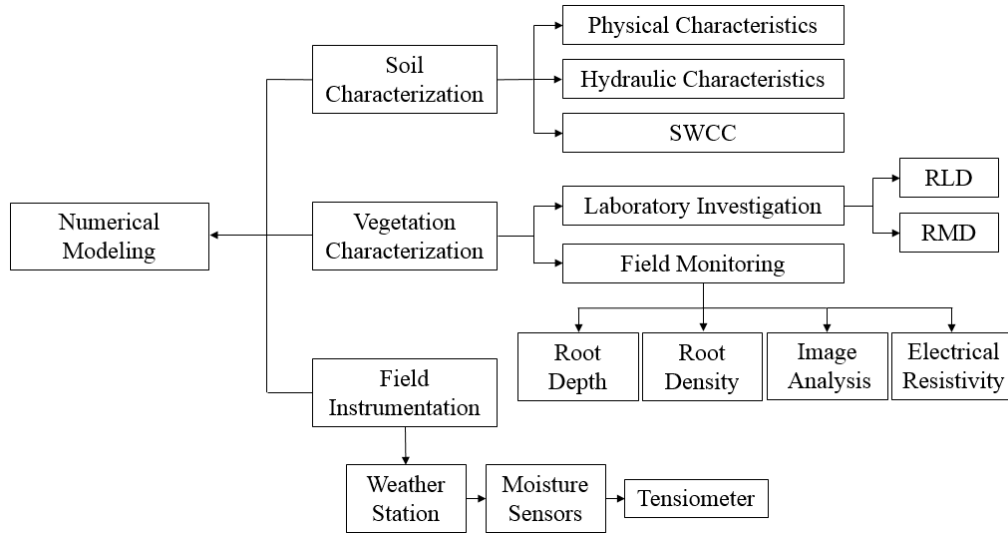 Physical Characteristics
Soil
Characterization
Hydraulic Characteristics
SWCC
RLD
Laboratory Investigation
Numerical
Modeling
Vegetation
Characterization
RMD
Field Monitoring
Root
Depth
Root
Density
Image
Analysis
Electrical
Resistivity
Field
Instrumentation
Weather
Station
Moisture
Sensors
Tensiometer